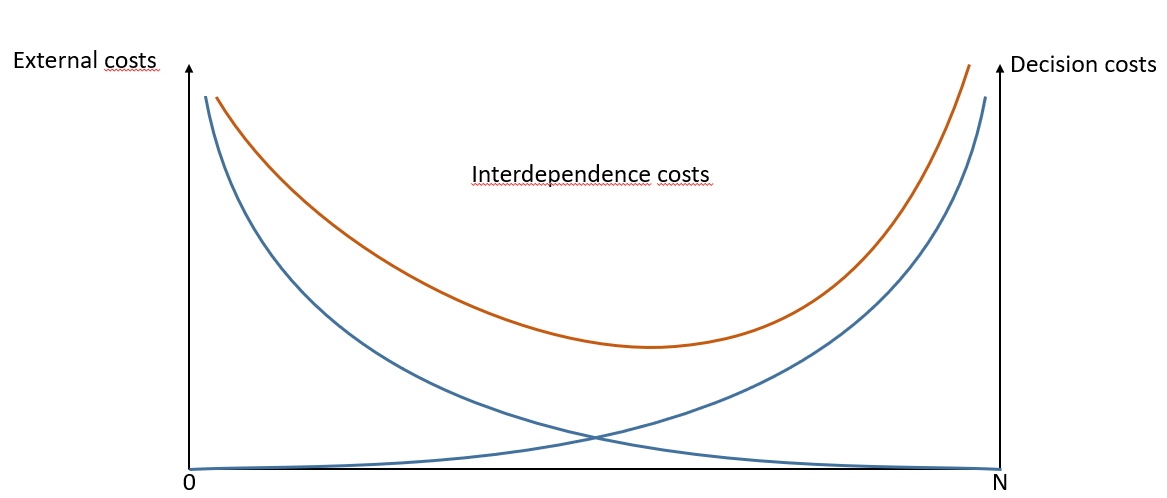 External costs
Decision costs
Interdependence costs
0
N